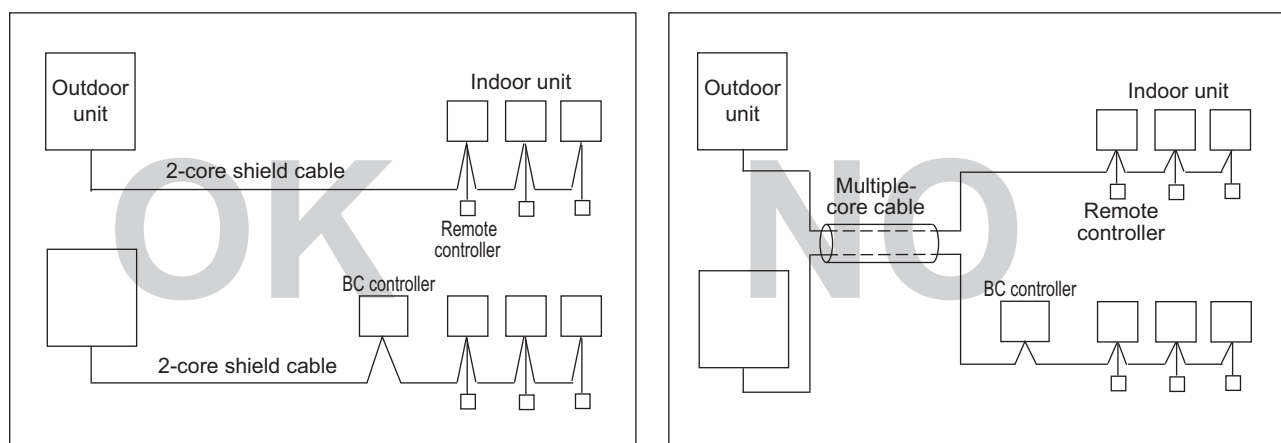 OK
Outdoor
unit
Indoor unit
2-core shield cable
Remote
controller
BC controller
2-core shield cable
NO
Outdoor
unit
Indoor unit
Multiple-
core cable
Remote
controller
BC controller